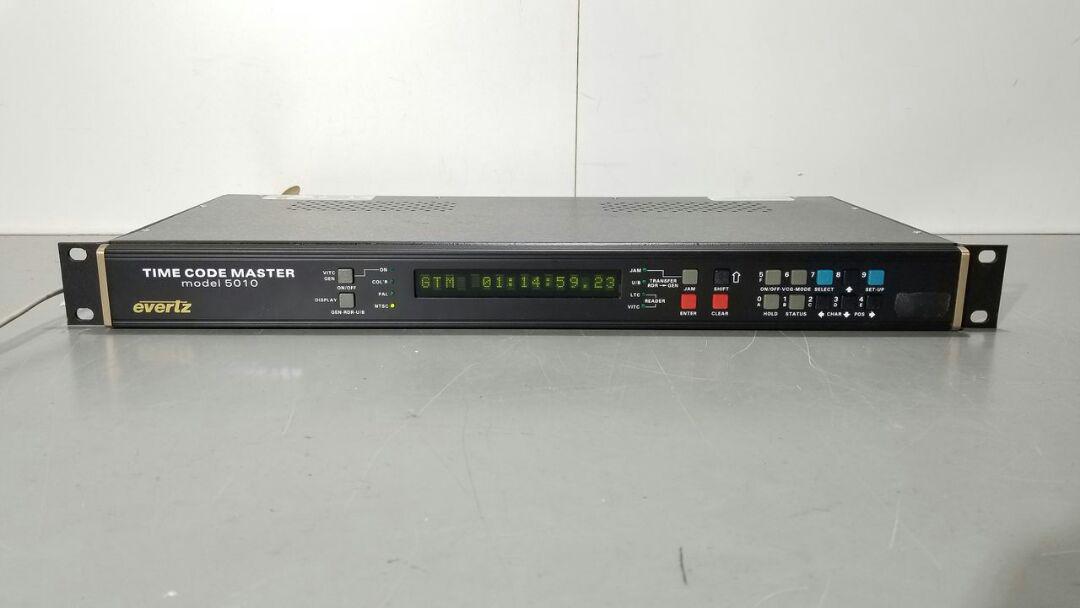 TIME CODE MASTER
model 5010
evertz
VITC
GEN
ON/OFF
DISPLAY
GEN-RDR-UIB
ON
COL'R
PAL
NTSC
GTM 01:14:59.23
JAM
U/B
LTC
VITC
TRANSFER
RDR → GEN
READER
JAM
SHIFT
ENTER
CLEAR
5 6 7 8 9
F
ON/OFF-VCG-MODE SELECT SET-UP
0 1 2 3 4
A B C D E
HOLD STATUS CHAR POS